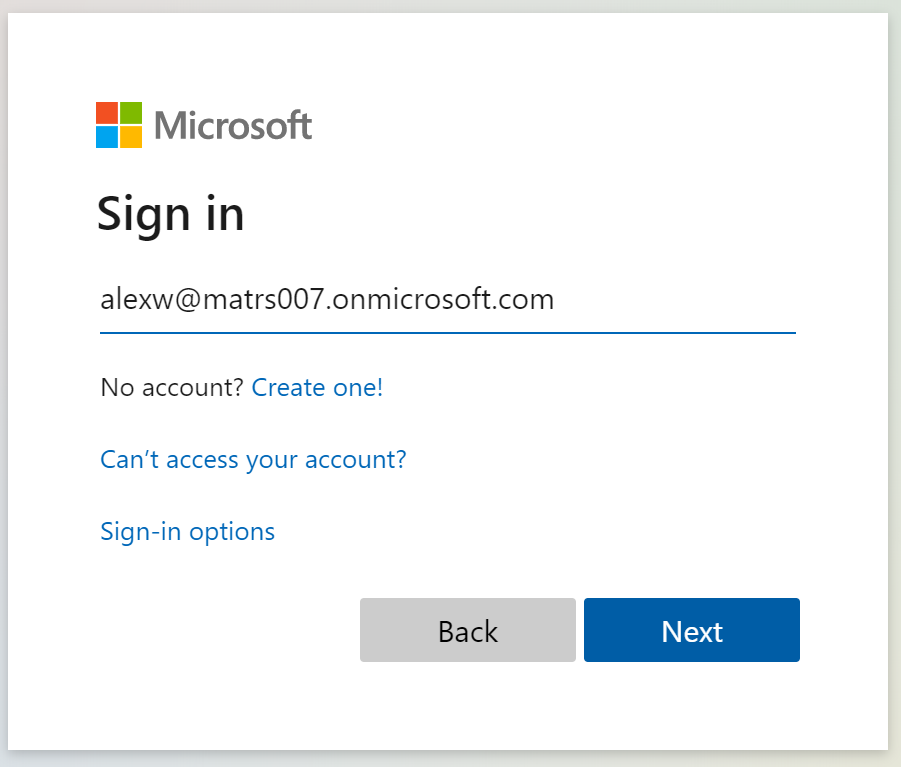 Microsoft
Sign in
alexw@matrs007.onmicrosoft.com
No account? Create one!
Can’t access your account?
Sign-in options
Back Next